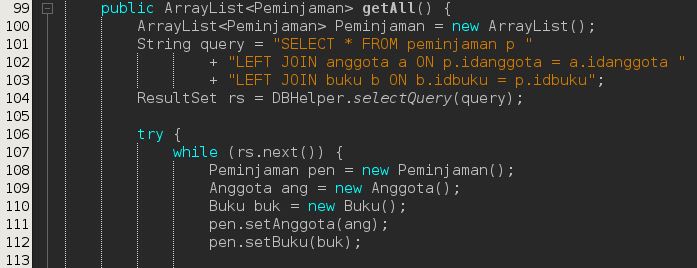 99 public ArrayList<Peminjaman> getAll() {
100 ArrayList<Peminjaman> Peminjaman = new ArrayList();
101 String query = "SELECT * FROM peminjaman p "
102 + "LEFT JOIN anggota a ON p.idanggota = a.idanggota "
103 + "LEFT JOIN buku b ON b.idbuku = p.idbuku";
104 ResultSet rs = DBHelper.selectQuery(query);
105
106 try {
107 while (rs.next()) {
108 Peminjaman pen = new Peminjaman();
109 Anggota ang = new Anggota();
110 Buku buk = new Buku();
111 pen.setAnggota(ang);
112 pen.setBuku(buk);
113